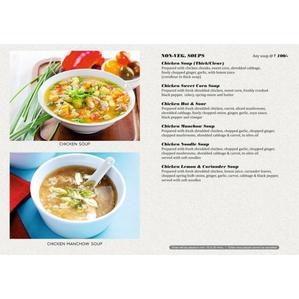 NON-VEG. SOUPS
Any soup @ ₹ 100/-
Chicken Soup (Thick/Clear)
Prepared with chicken chunks, sweet corn, shredded cabbage,
finely chopped ginger, garlic, with lemon juice
(cornflour in thick soup)
Chicken Sweet Corn Soup
Prepared with fresh shredded chicken, sweet corn, freshly crushed
black pepper, celery, spring onion and butter
Chicken Hot & Sour
Prepared with fresh shredded chicken, carrot, sliced mushrooms,
shredded cabbage, finely chopped onion, ginger, garlic, soya sauce,
black pepper and vinegar
Chicken Manchow Soup
Prepared with fresh shredded chicken, chopped ginger, garlic, carrot,
chopped mushrooms, shredded cabbage & carrot, in olive oil
Chicken Noodle Soup
Prepared with fresh shredded chicken, chopped ginger, garlic, carrot,
chopped mushrooms, shredded cabbage & carrot, in olive oil
served with soft noodles
Chicken Lemon & Coriander Soup
Prepared with fresh shredded chicken, lemon juice, coriander leaves,
chopped spring bulb onion, ginger, garlic, carrot, cabbage & black pepper,
served with soft noodles
CHICKEN SOUP
CHICKEN MANCHOW SOUP